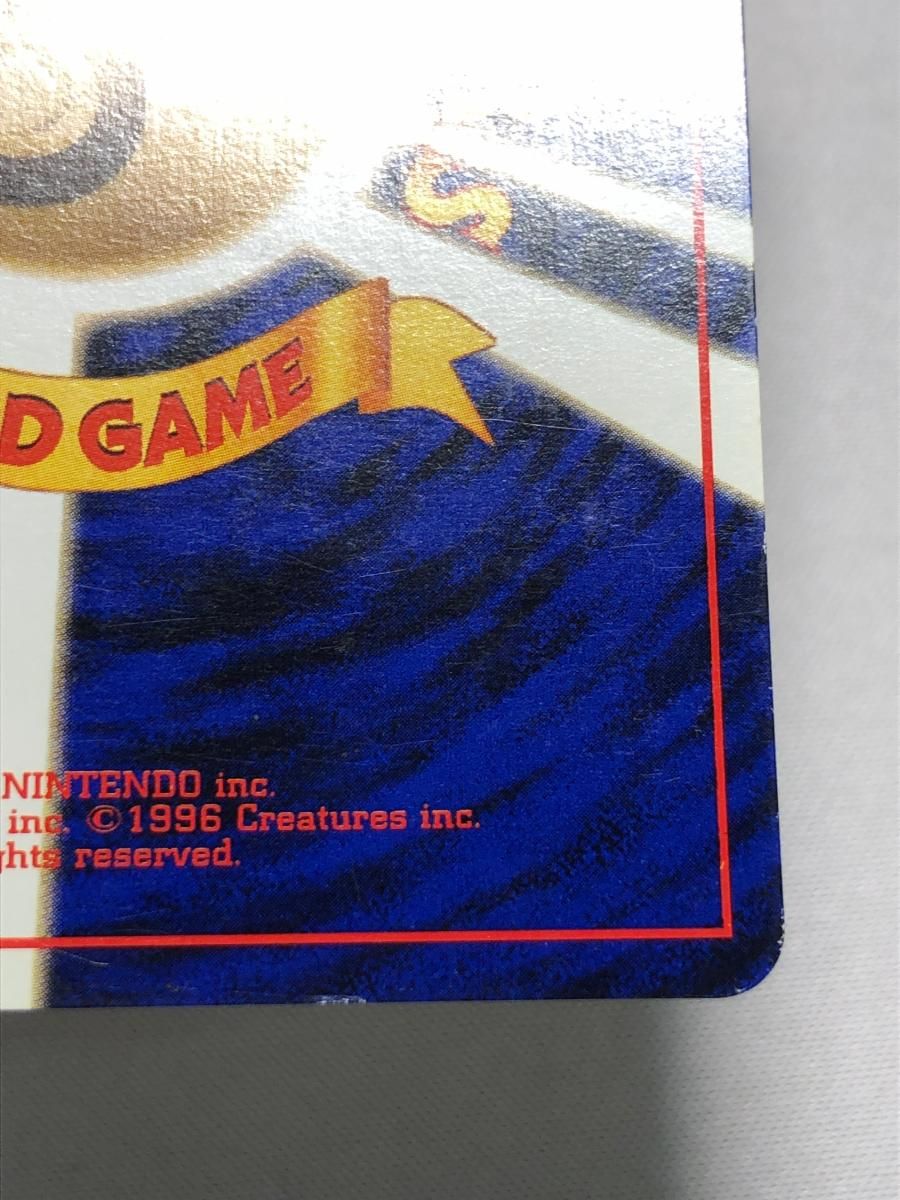 S
D GAME
NINTENDO inc.
inc. ©1996 Creatures inc.
ghts reserved.